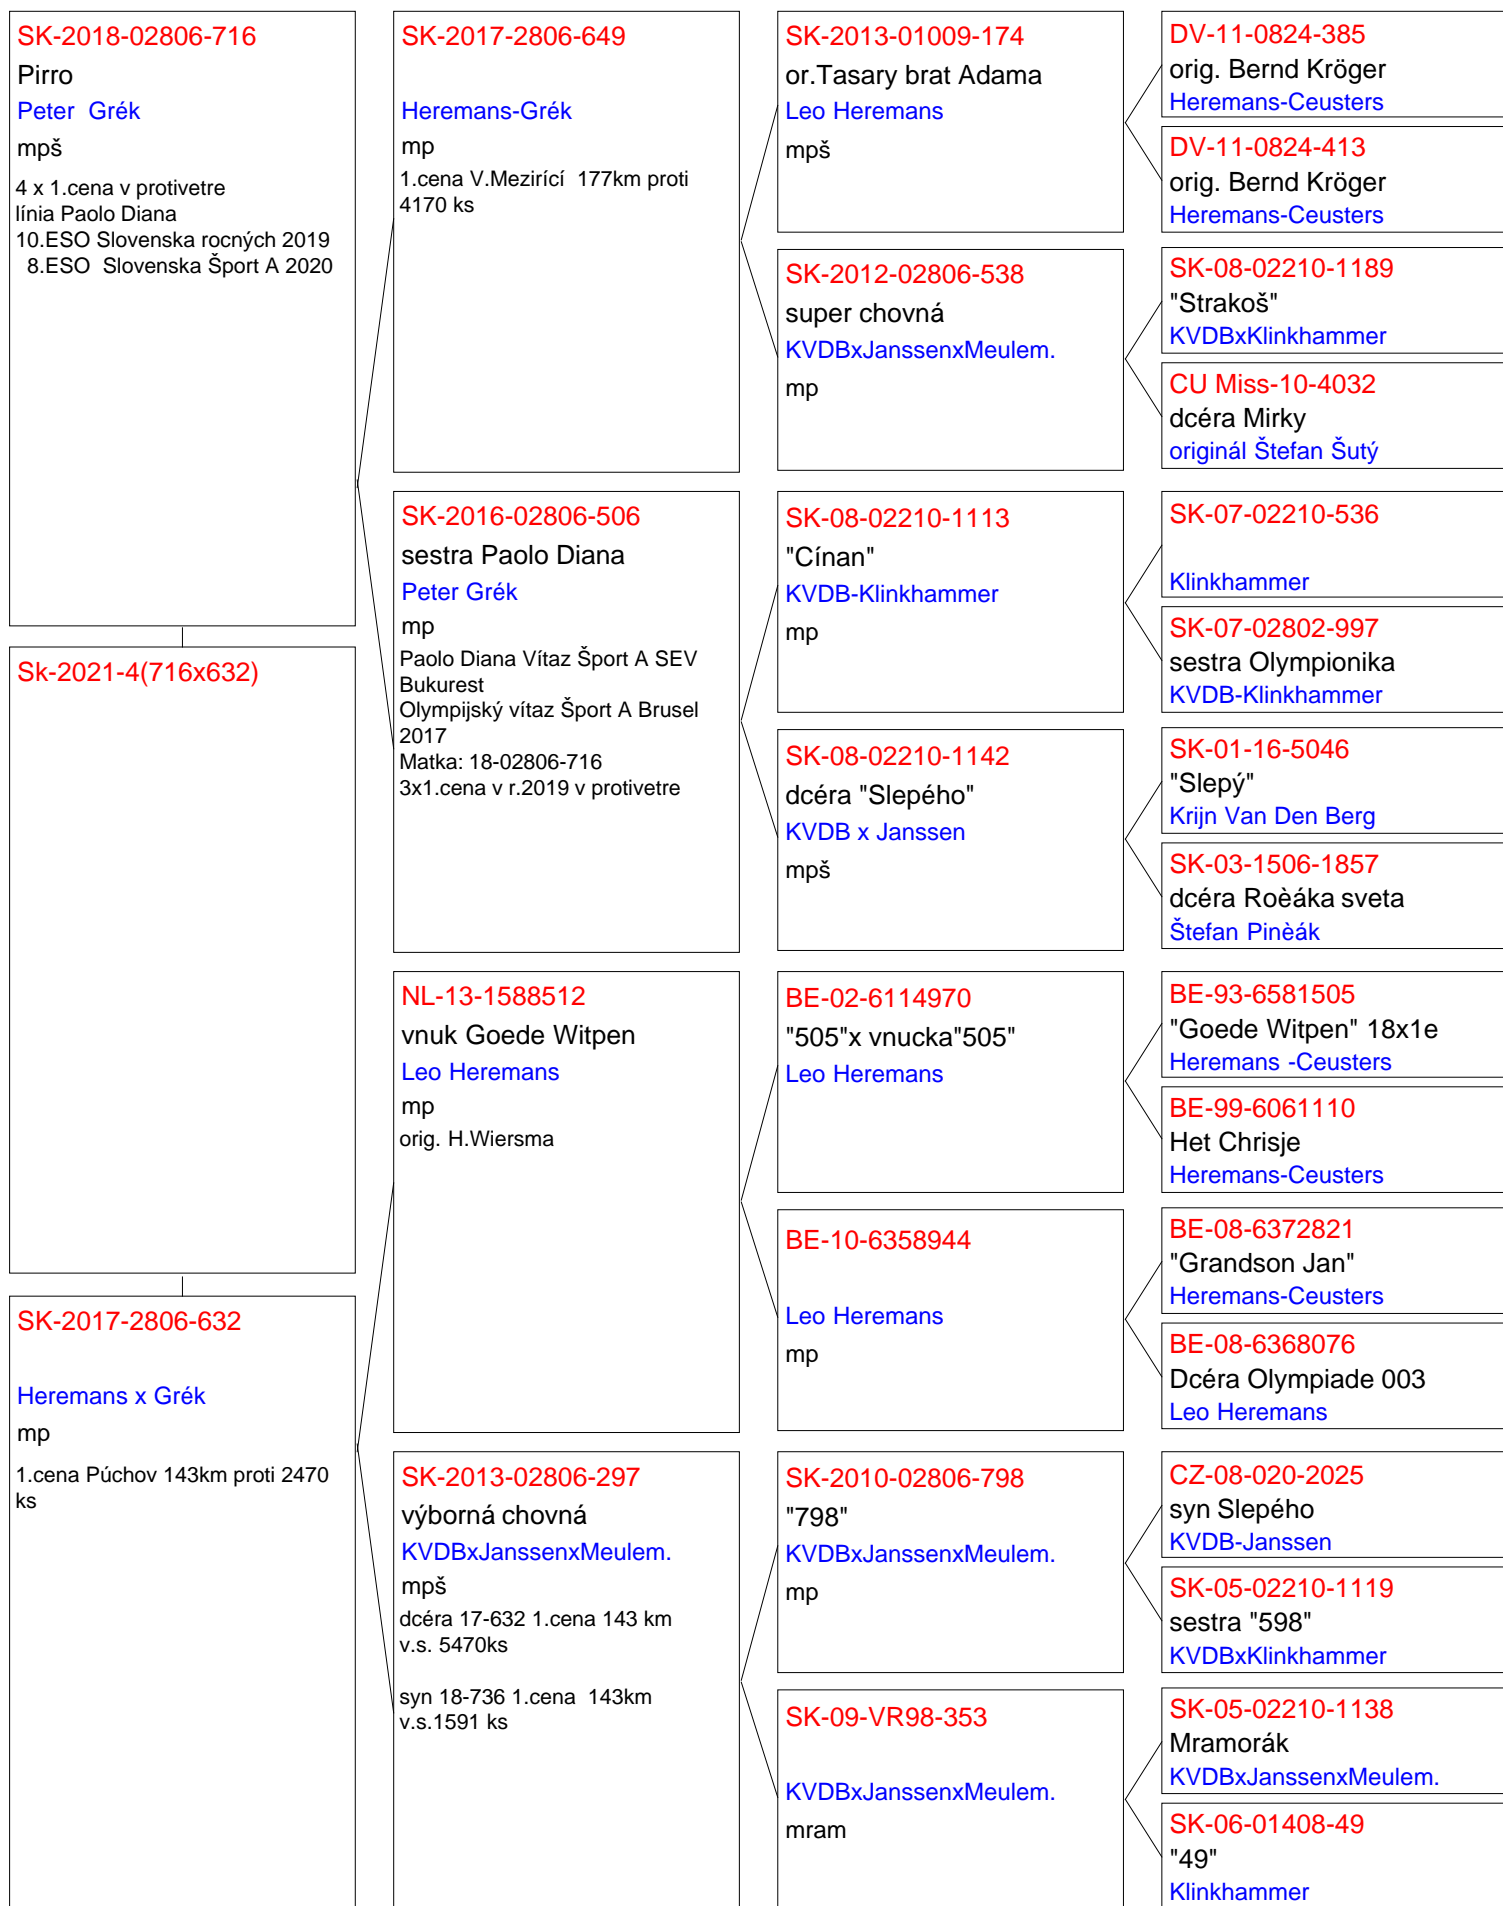 SK-2018-02806-716
Pirro
Peter  Grék
mpš
4 x 1.cena v protivetre
línia Paolo Diana
10.ESO Slovenska rocných 2019
8.ESO  Slovenska Šport A 2020
Sk-2021-4(716x632)
SK-2017-2806-632
Heremans x Grék
mp
1.cena Púchov 143km proti 2470
ks
SK-2017-2806-649
Heremans-Grék
mp
1.cena V.Mezirící  177km proti
4170 ks
SK-2016-02806-506
sestra Paolo Diana
Peter Grék
mp
Paolo Diana Vítaz Šport A SEV
Bukurest
Olympijský vítaz Šport A Brusel
2017
Matka: 18-02806-716
3x1.cena v r.2019 v protivetre
NL-13-1588512
vnuk Goede Witpen
Leo Heremans
mp
orig. H.Wiersma
SK-2013-02806-297
výborná chovná
KVDBxJanssenxMeulem.
mpš
dcéra 17-632 1.cena 143 km
v.s. 5470ks
syn 18-736 1.cena  143km
v.s.1591 ks
SK-2013-01009-174
or.Tasary brat Adama
Leo Heremans
mpš
SK-2012-02806-538
super chovná
KVDBxJanssenxMeulem.
mp
SK-08-02210-1113
"Cínan"
KVDB-Klinkhammer
mp
SK-08-02210-1142
dcéra "Slepého"
KVDB x Janssen
mpš
BE-02-6114970
"505"x vnucka"505"
Leo Heremans
BE-10-6358944
Leo Heremans
mp
SK-2010-02806-798
"798"
KVDBxJanssenxMeulem.
mp
SK-09-VR98-353
KVDBxJanssenxMeulem.
mram
DV-11-0824-385
orig. Bernd Kröger
Heremans-Ceusters
DV-11-0824-413
orig. Bernd Kröger
Heremans-Ceusters
SK-08-02210-1189
"Strakoš"
KVDBxKlinkhammer
CU Miss-10-4032
dcéra Mirky
originál Štefan Šutý
SK-07-02210-536
Klinkhammer
SK-07-02802-997
sestra Olympionika
KVDB-Klinkhammer
SK-01-16-5046
"Slepý"
Krijn Van Den Berg
SK-03-1506-1857
dcéra Roèáka sveta
Štefan Pinèák
BE-93-6581505
"Goede Witpen" 18x1e
Heremans -Ceusters
BE-99-6061110
Het Chrisje
Heremans-Ceusters
BE-08-6372821
"Grandson Jan"
Heremans-Ceusters
BE-08-6368076
Dcéra Olympiade 003
Leo Heremans
CZ-08-020-2025
syn Slepého
KVDB-Janssen
SK-05-02210-1119
sestra "598"
KVDBxKlinkhammer
SK-05-02210-1138
Mramorák
KVDBxJanssenxMeulem.
SK-06-01408-49
"49"
Klinkhammer